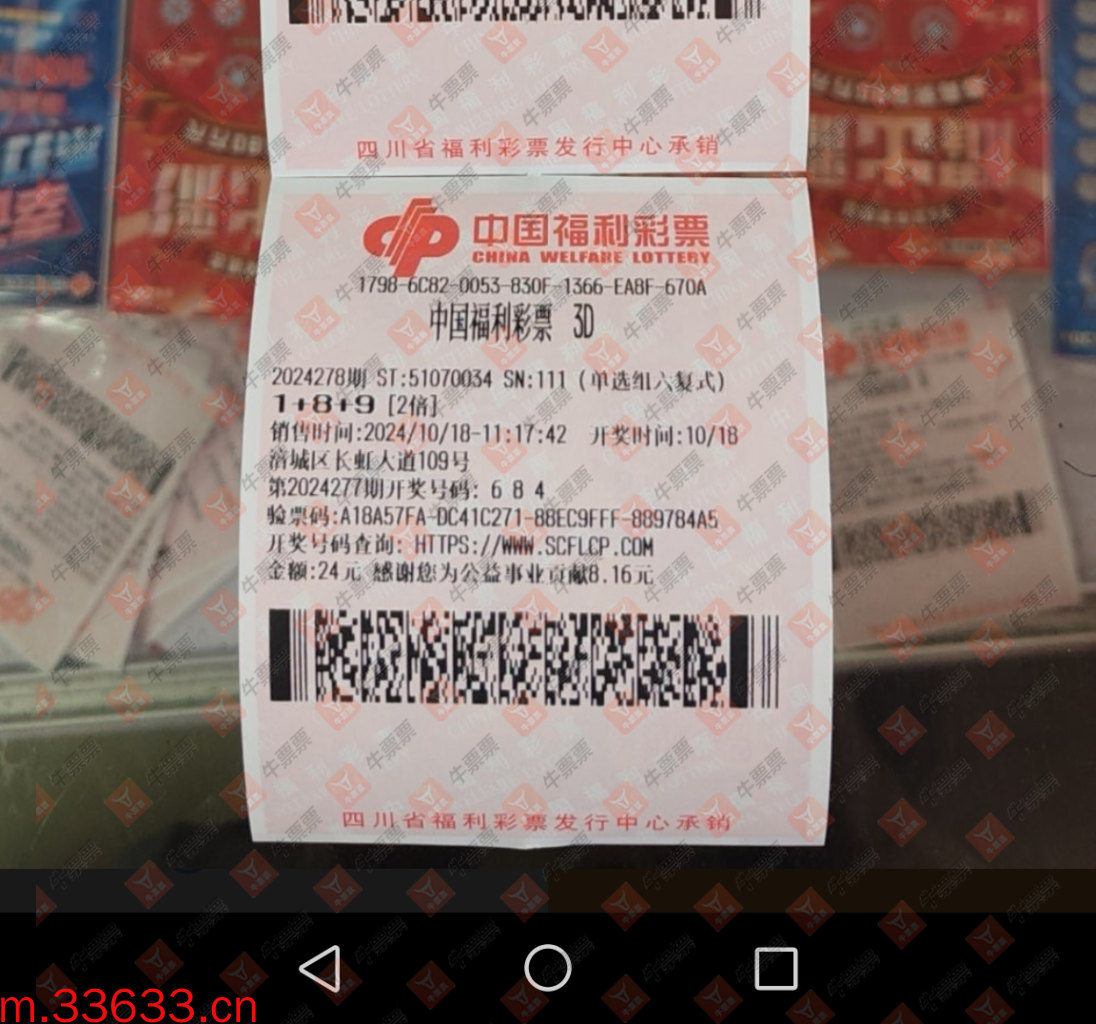 四川省福利彩票发行中心承销
中国福利彩票
CHINA WELFARE LOTTERY
1798-6C82-0053-830F-1366-EA8F-670A
中国福利彩票 3D
2024278期 ST:51070034 SN:111 (单选组六复式)
1+8+9 [2倍]
销售时间:2024/10/18-11:17:42 开奖时间:10/18
涪城区长虹大道109号
第2024277期开奖号码: 6 8 4
验票码:A18A57FA-DC41C271-88EC9FFF-889784A5
开奖号码查询: HTTPS://WWW.SCFLCP.COM
金额:24元 感谢您为公益事业贡献8.16元
四川省福利彩票发行中心承销
牛票票
m.33633.cn